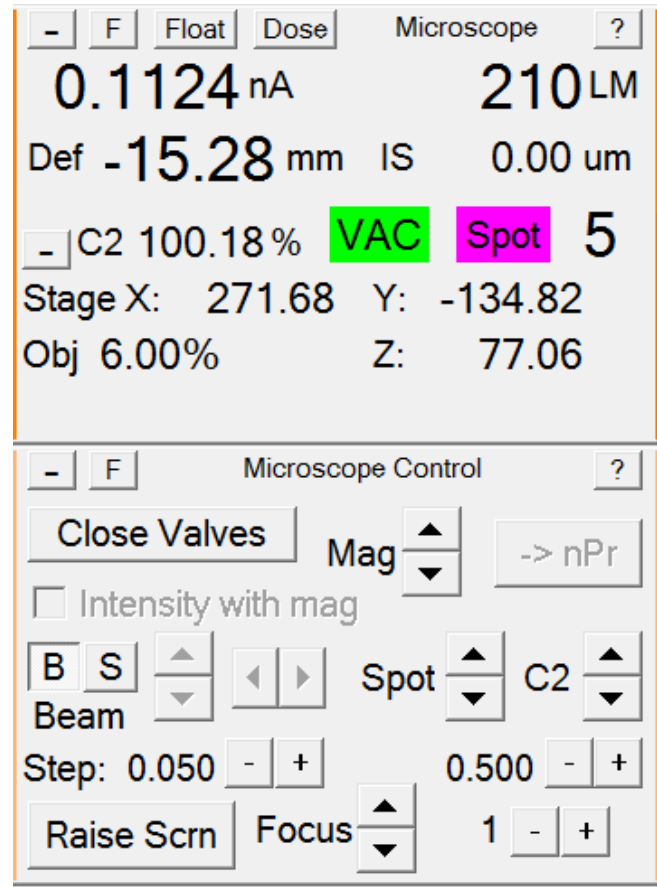 - F Float Dose Microscope ?
0.1124 nA 210 LM
Def -15.28 mm IS 0.00 um
- C2 100.18 % VAC Spot 5
Stage X: 271.68 Y: -134.82
Obj 6.00% Z: 77.06
- F Microscope Control ?
Close Valves Mag -> nPr
Intensity with mag
B S Spot C2
Beam
Step: 0.050 - + 0.500 - +
Raise Scrn Focus 1 - +